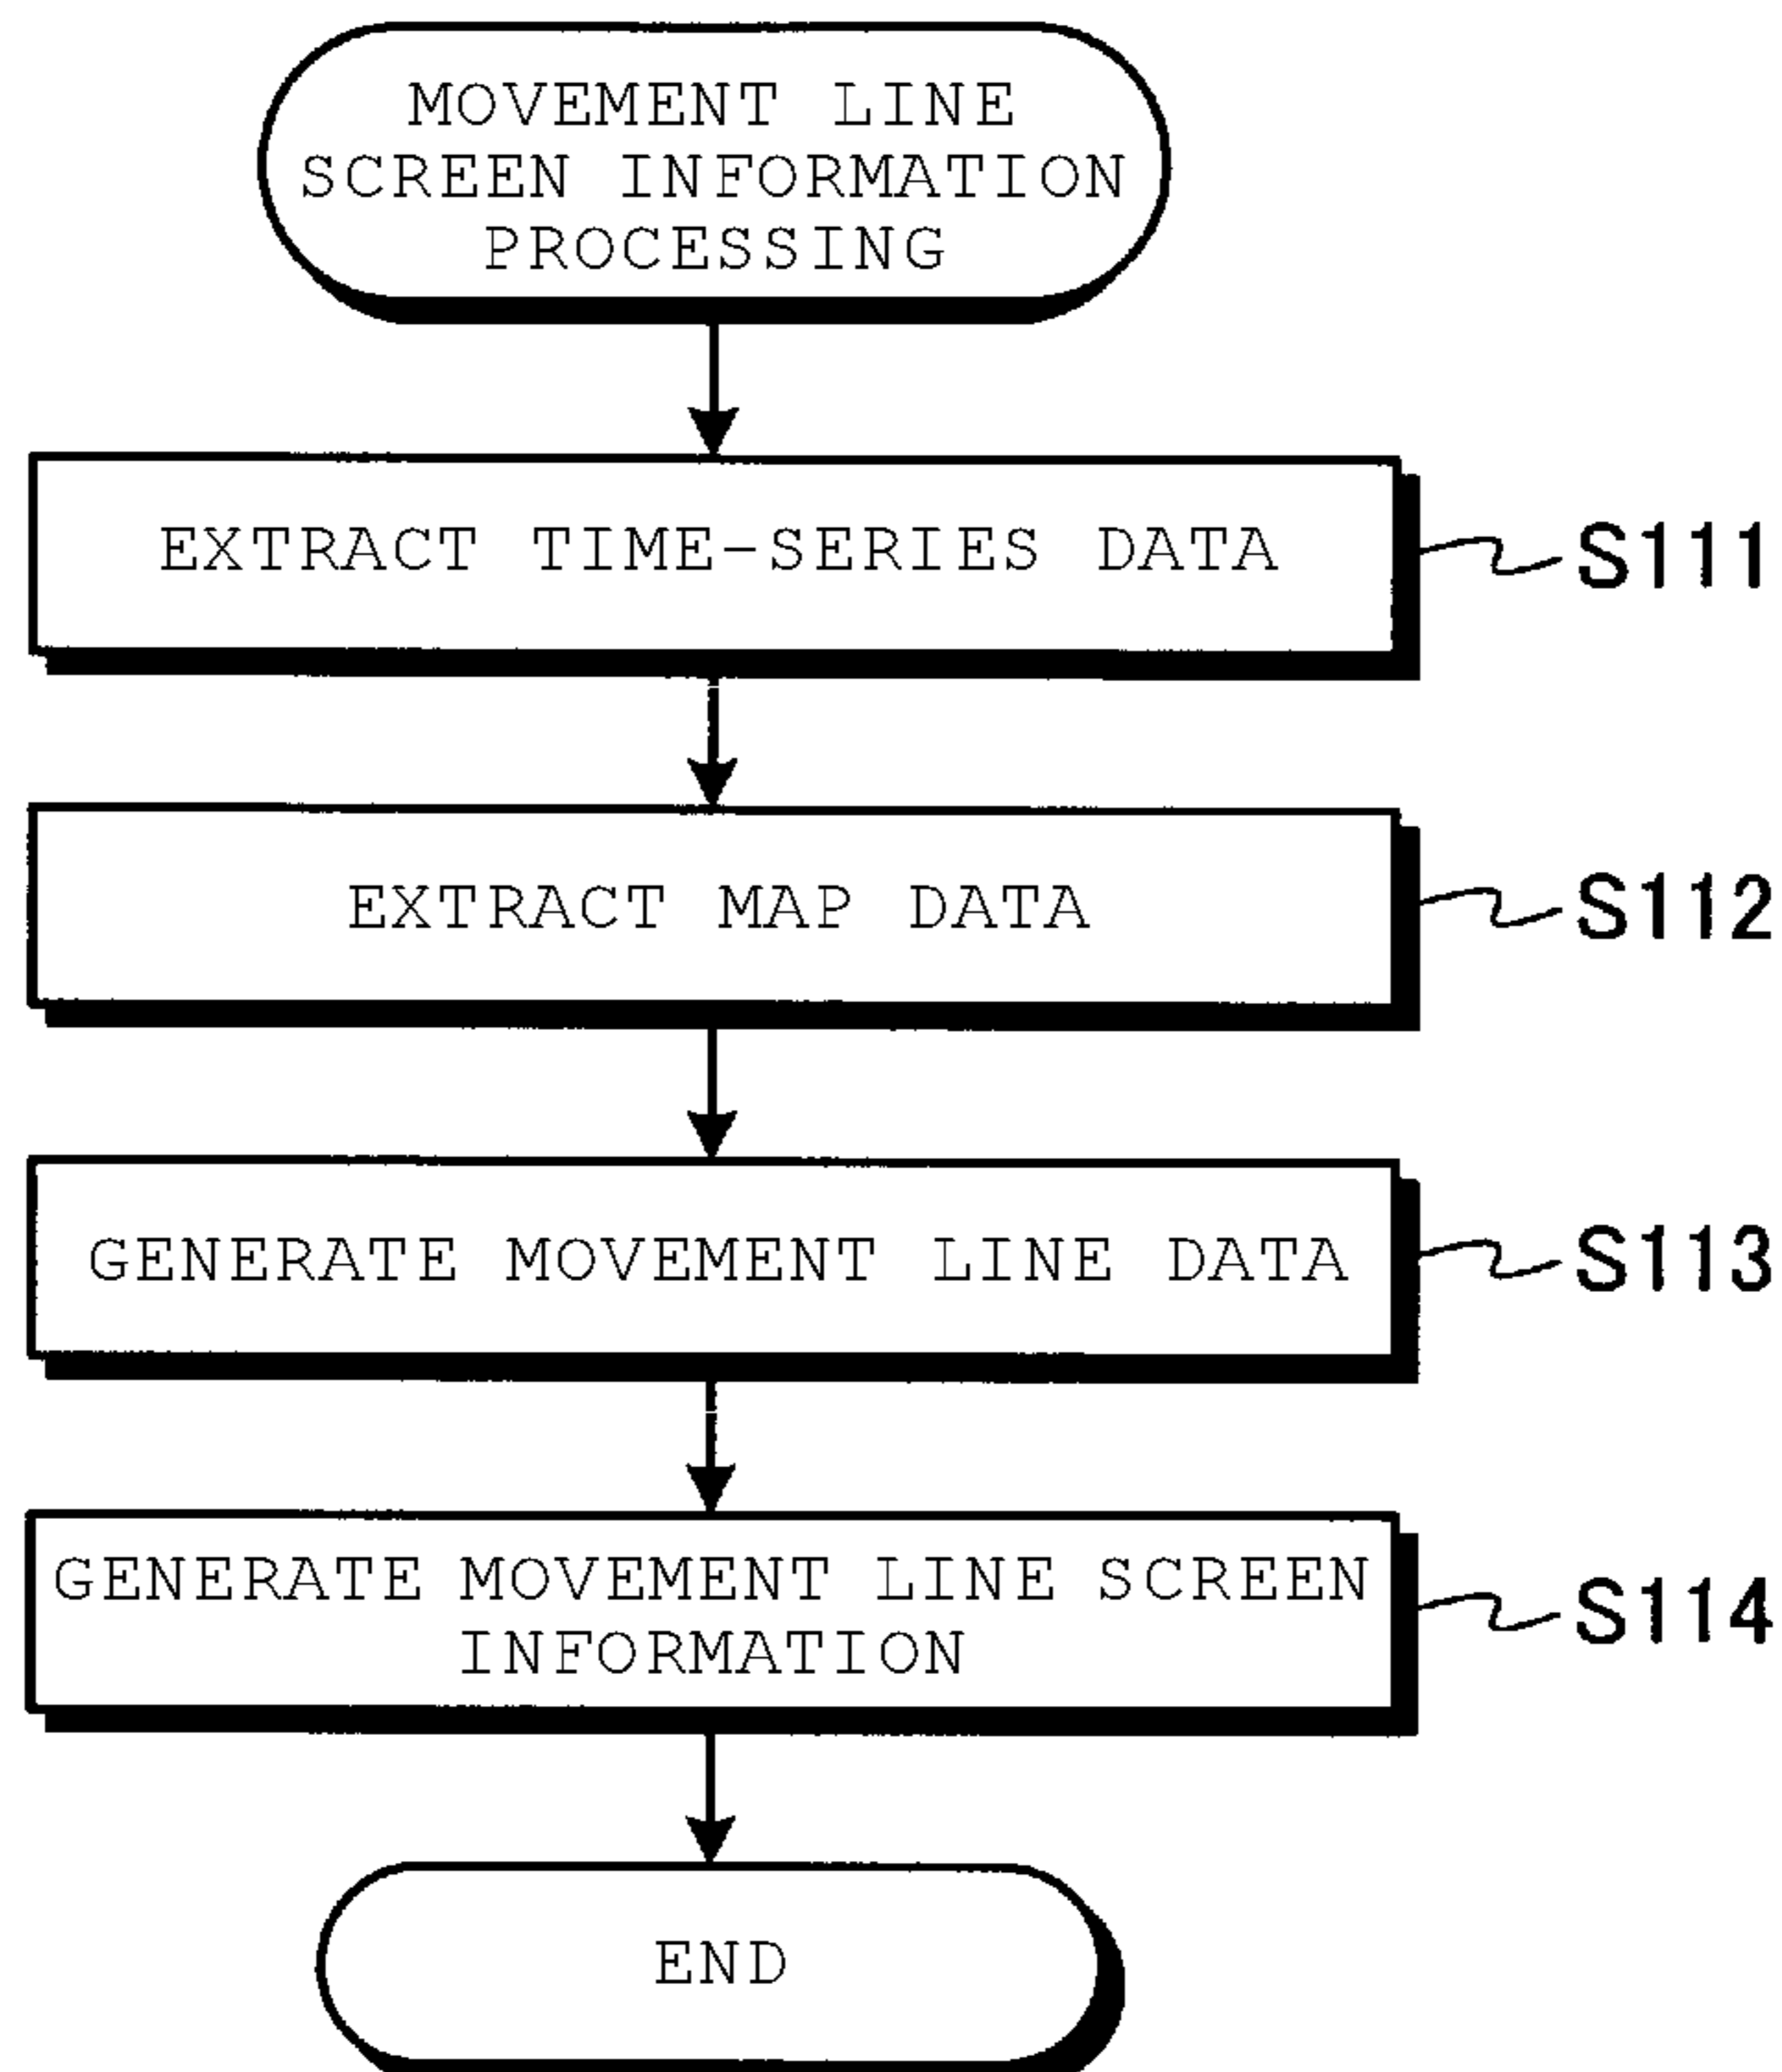 MOVEMENT LINE
SCREEN INFORMATION
PROCESSING
EXTRACT TIME-SERIES DATA
S111
EXTRACT MAP DATA
S112
GENERATE MOVEMENT LINE DATA
S113
GENERATE MOVEMENT LINE SCREEN
INFORMATION
S114
END